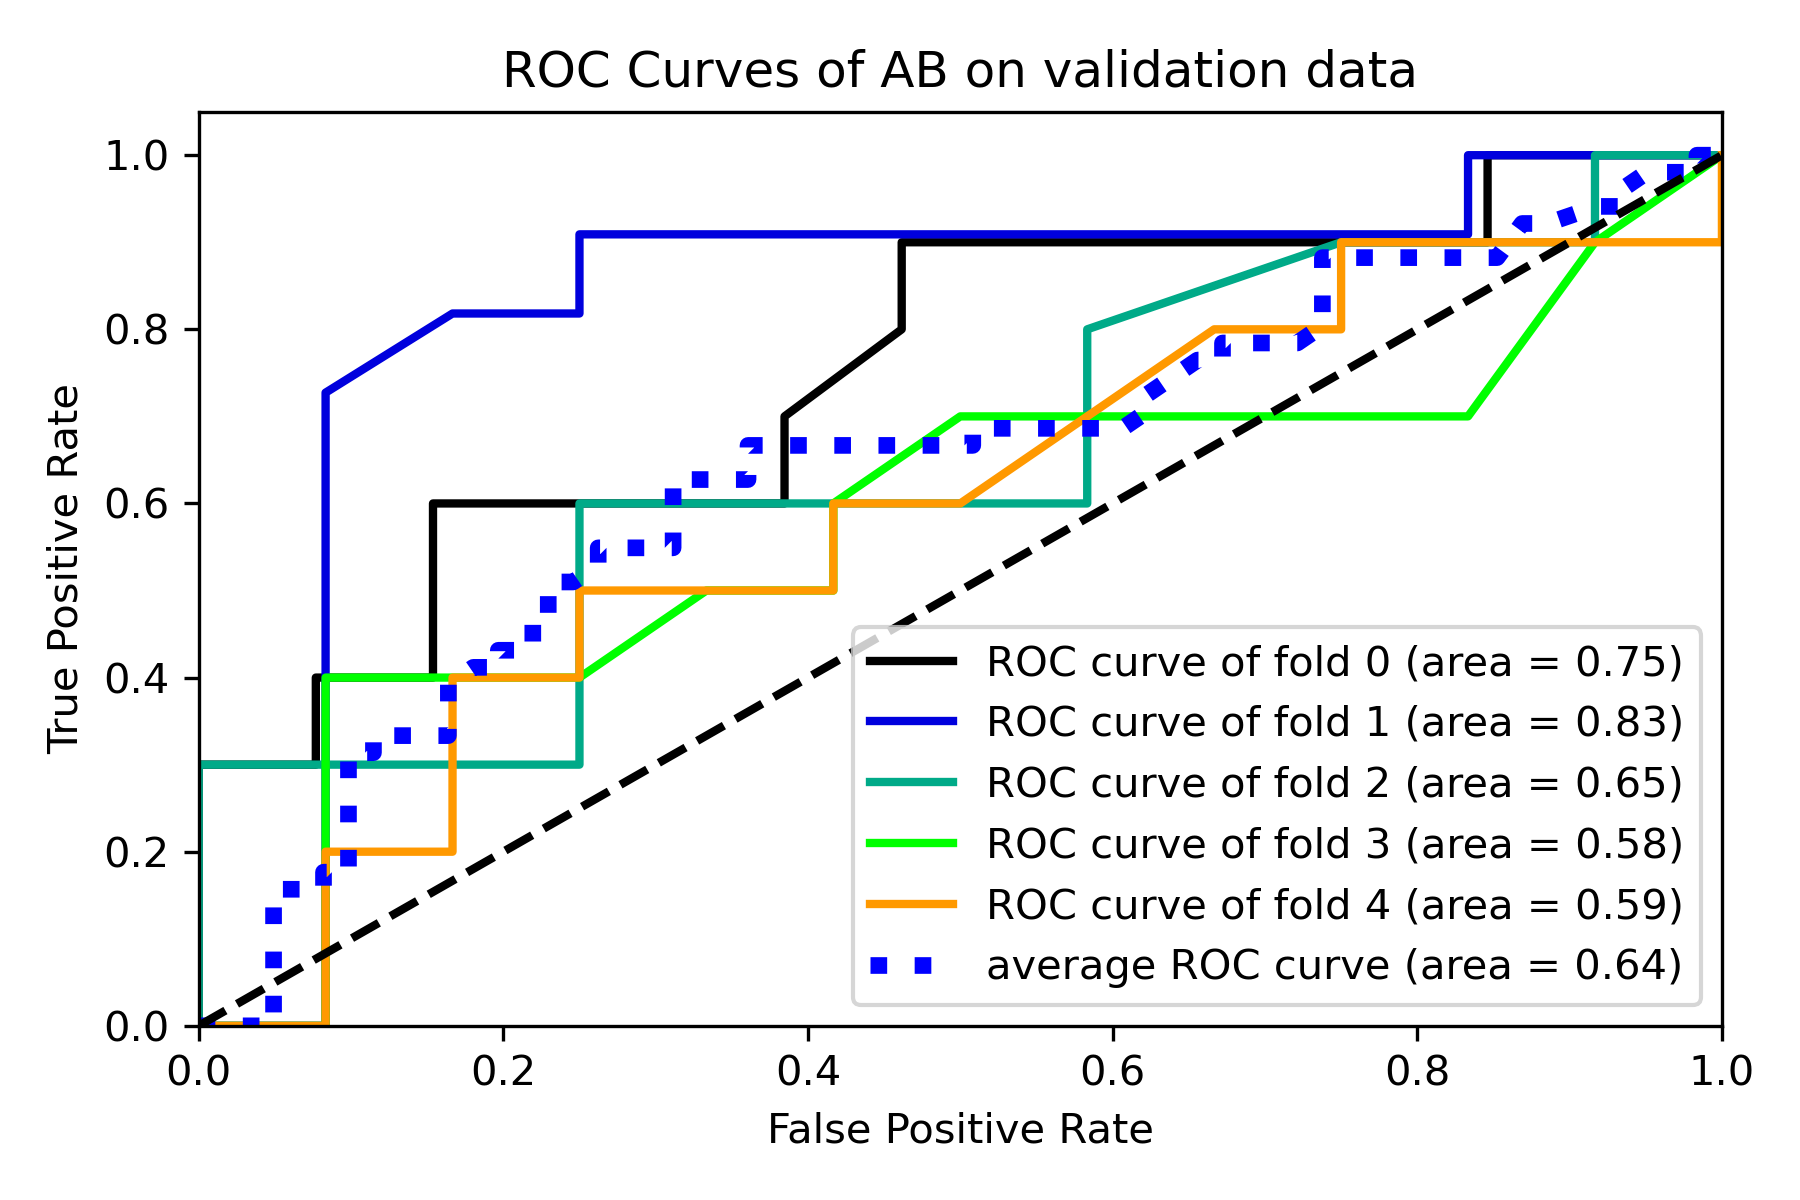 ROC Curves of AB on validation data
True Positive Rate
1.0
0.8
0.6
0.4
0.2
0.0
ROC curve of fold 0 (area = 0.75)
ROC curve of fold 1 (area = 0.83)
ROC curve of fold 2 (area = 0.65)
ROC curve of fold 3 (area = 0.58)
ROC curve of fold 4 (area = 0.59)
average ROC curve (area = 0.64)
0.0 0.2 0.4 0.6 0.8 1.0
False Positive Rate